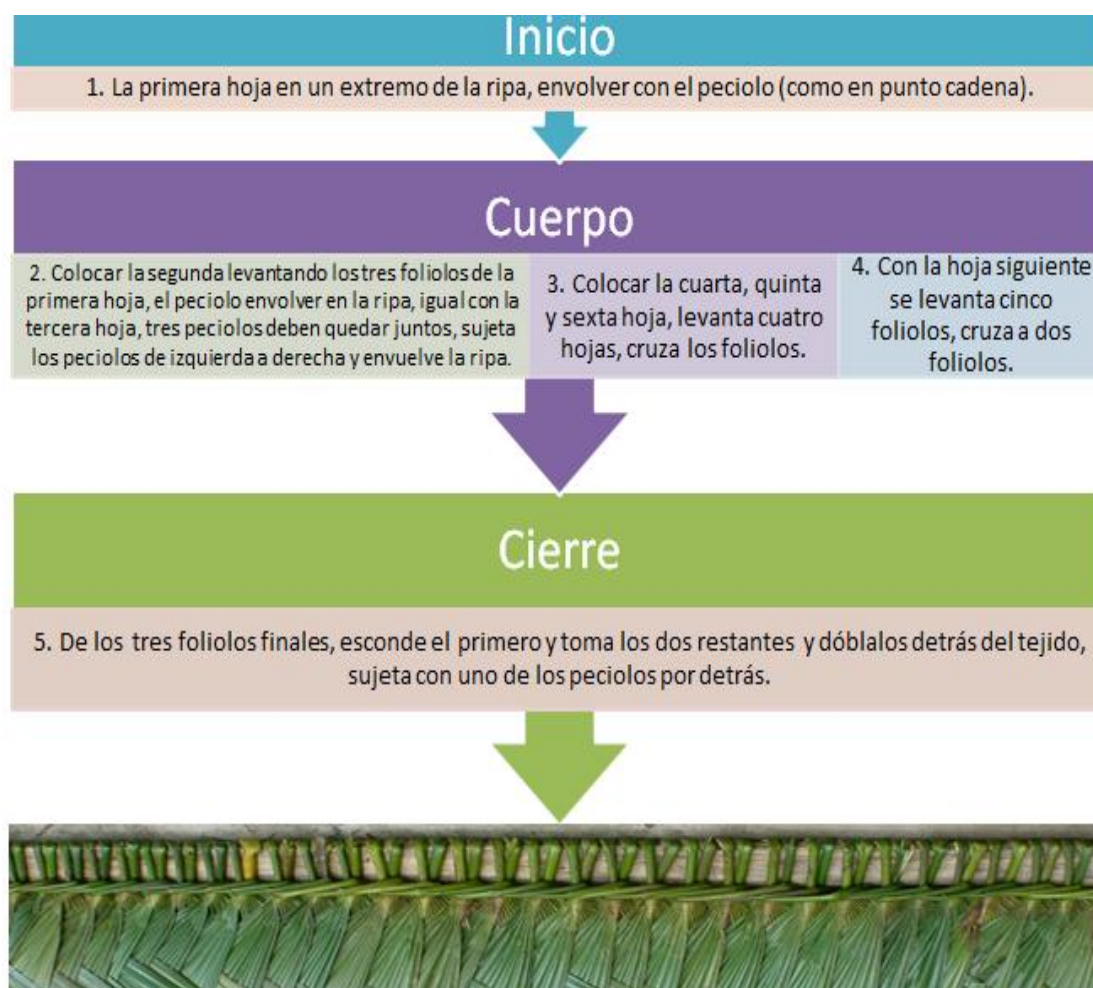 Inicio
1. La primera hoja en un extremo de la ripa, envolver con el peciolo (como en punto cadena).
Cuerpo
2. Colocar la segunda levantando los tres foliolos de la
primera hoja, el peciolo envolver en la ripa, igual con la
tercera hoja, tres peciolos deben quedar juntos, sujeta
los peciolos de izquierda a derecha y envuelve la ripa.
3. Colocar la cuarta, quinta
y sexta hoja, levanta cuatro
hojas, cruza los foliolos.
4. Con la hoja siguiente
se levanta cinco
foliolos, cruza a dos
foliolos.
Cierre
5. De los tres foliolos finales, esconde el primero y toma los dos restantes y dóblalos detrás del tejido,
sujeta con uno de los peciolos por detrás.